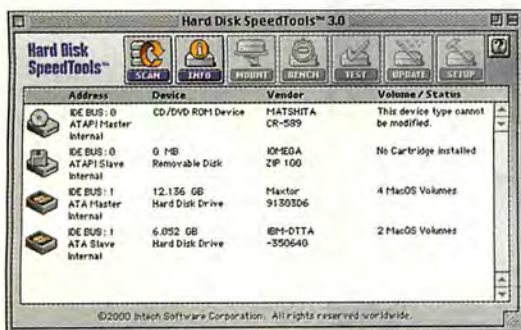 Hard Disk SpeedTools™ 3.0
Hard Disk
SpeedTools™
SCAN
INFO
MOUNT
BENCH
TEST
UPDATE
SETUP
?
Address Device Vendor Volume / Status
IDE BUS: 0 CD/DVD ROM Device MATSHITA This device type cannot
ATAPI Master CR-589 be modified.
Internal
IDE BUS: 0 0 MB IOMEGA No Cartridge Installed
ATAPI Slave Removable Disk ZIP 100
Internal
IDE BUS: 1 12.136 GB Maxtor 4 MacOS Volumes
ATA Master Hard Disk Drive 91303D6
Internal
IDE BUS: 1 6.052 GB IBM-DTTA 2 MacOS Volumes
ATA Slave Hard Disk Drive -350640
Internal
©2000 Intech Software Corporation. All rights reserved worldwide.